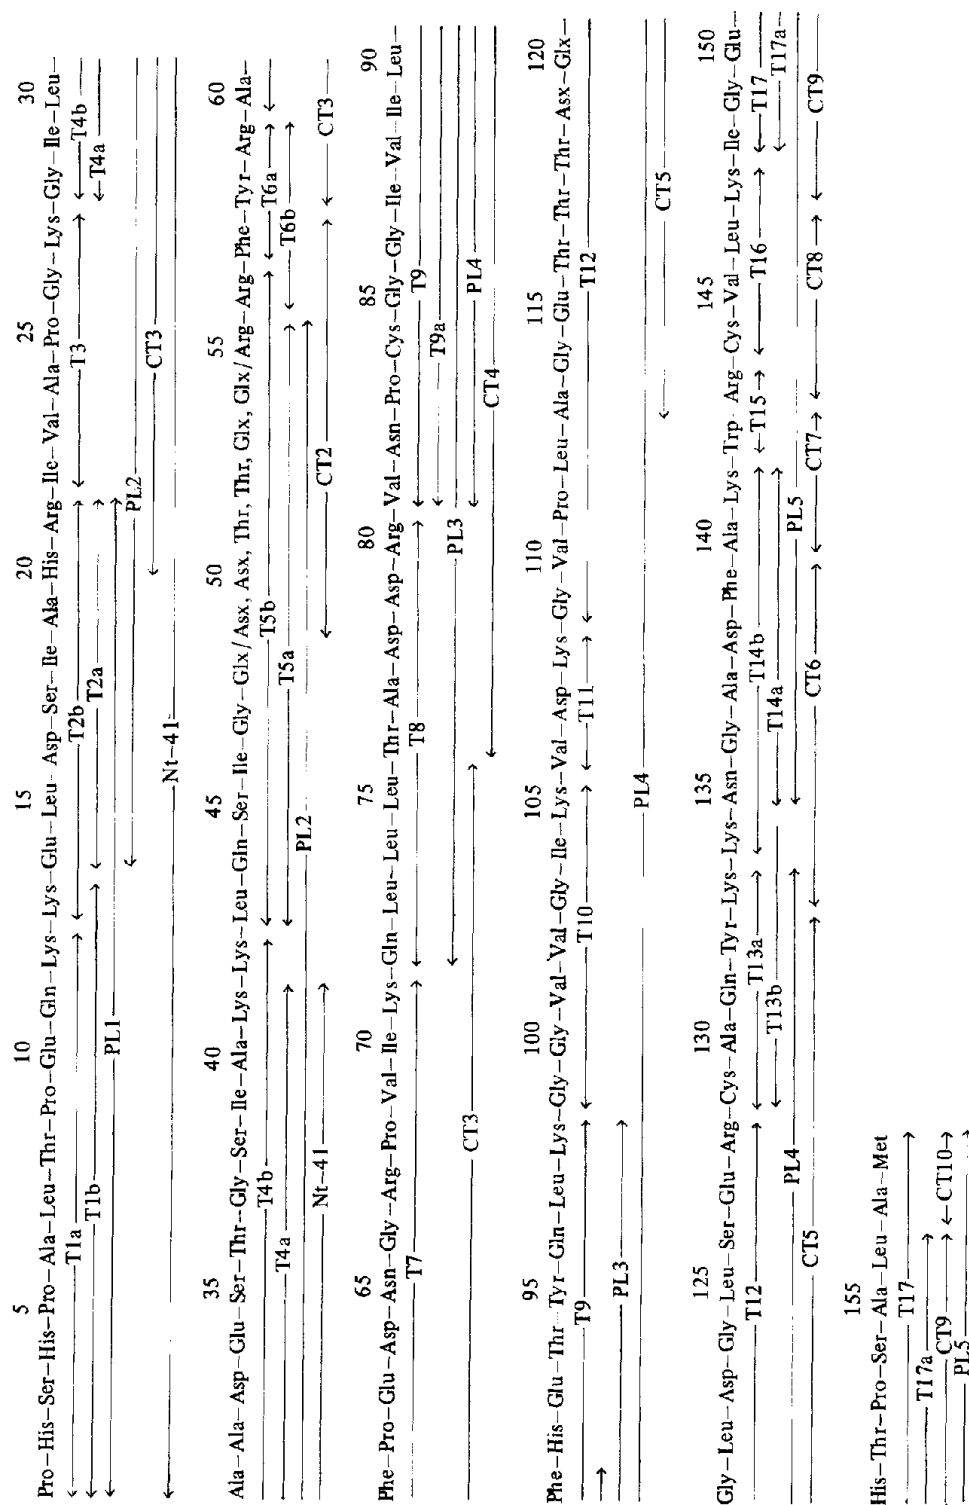 5 10 15 20 25 30
Pro–His–Ser–His–Pro–Ala–Leu–Thr–Pro–Glu–Gln–Lys–Lys–Glu–Leu–Asp–Ser–Ile–Ala–His–Arg–Ile–Val–Ala–Pro–Gly–Lys–Gly–Ile–Leu–
T1a T2b T3 T4b
T1b T2a T4a
PL1
PL2
CT3
Nt–41
35 40 45 50 55 60
Ala–Ala–Asp–Glu–Ser–Thr–Gly–Ser–Ile–Ala–Lys–Lys–Leu–Gln–Ser–Ile–Gly–Glx/Asx, Asx, Thr, Thr, Glx, Glx/Arg–Arg–Phe–Tyr–Arg–Ala–
T4b T5b T6a
T4a T5a T6b
PL2
Nt–41 CT2 CT3
65 70 75 80 85 90
Phe–Pro–Glu–Asp–Asn–Gly–Arg–Pro–Val–Ile–Lys–Gln–Leu–Leu–Leu–Thr–Ala–Asp–Asp–Arg–Val–Asn–Pro–Cys–Gly–Gly–Ile–Val–Ile–Leu–
T7 T8 T9
T9a
PL3
CT3 PL4
CT4
95 100 105 110 115 120
Phe–His–Glu–Thr–Tyr–Gln–Leu–Lys–Gly–Gly–Val–Val–Gly–Ile–Lys–Val–Asp–Lys–Gly–Val–Pro–Leu–Ala–Gly–Glu–Thr–Thr–Thr–Asx–Glx–
T9 T10 T11 T12
PL3
PL4
CT5
125 130 135 140 145 150
Gly–Leu–Asp–Gly–Leu–Ser–Glu–Arg–Cys–Ala–Gln–Tyr–Lys–Lys–Asn–Gly–Ala–Asp–Phe–Ala–Lys–Trp–Arg–Cys–Val–Leu–Lys–Ile–Gly–Glu–
T12 T13a T14b T15 T16 T17
T13b T14a T17a
PL4 PL5
CT5 CT6 CT7 CT8 CT9
155
His–Thr–Pro–Ser–Ala–Leu–Ala–Met
T17
T17a
CT9 CT10
PL5